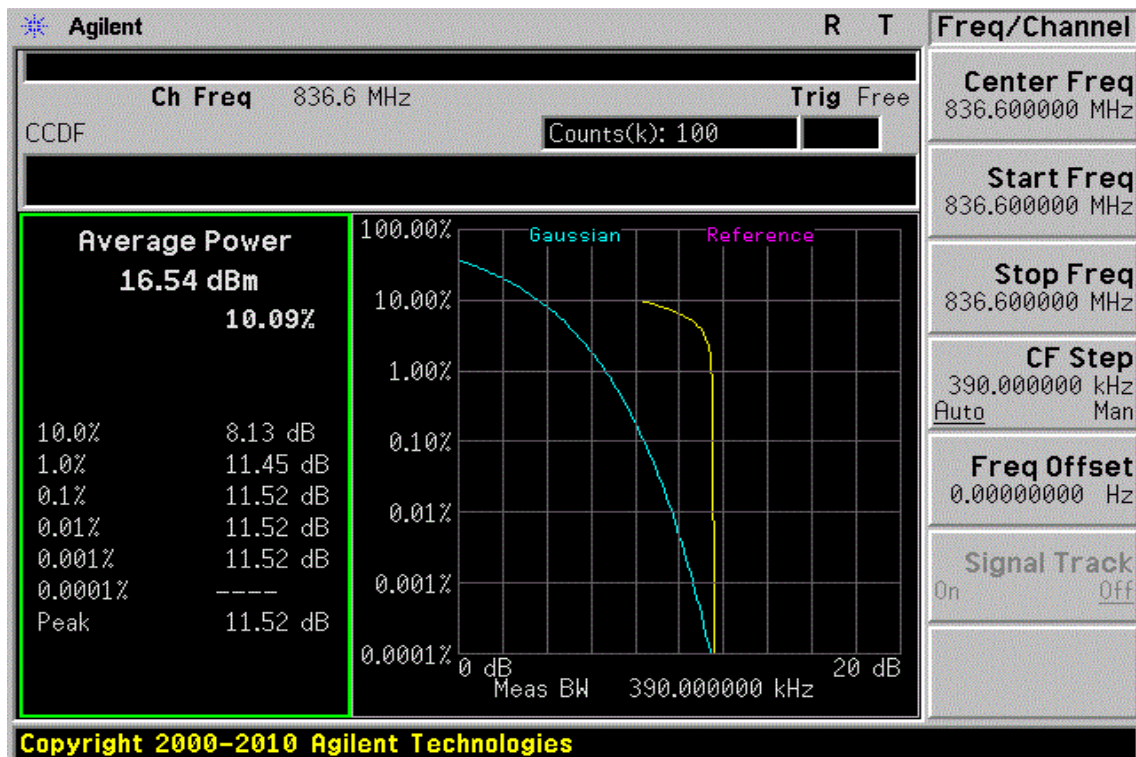 Agilent R T
Ch Freq 836.6 MHz Trig Free
CCDF Counts(k): 100
Average Power
16.54 dBm
10.09%
10.0% 8.13 dB
1.0% 11.45 dB
0.1% 11.52 dB
0.01% 11.52 dB
0.001% 11.52 dB
0.0001% ----
Peak 11.52 dB
Gaussian Reference
100.00%
10.00%
1.00%
0.10%
0.01%
0.001%
0.0001%
0 dB 20 dB
Meas BW 390.000000 kHz
Freq/Channel
Center Freq
836.600000 MHz
Start Freq
836.600000 MHz
Stop Freq
836.600000 MHz
CF Step
390.000000 kHz
Auto Man
Freq Offset
0.00000000 Hz
Signal Track
On Off
Copyright 2000-2010 Agilent Technologies